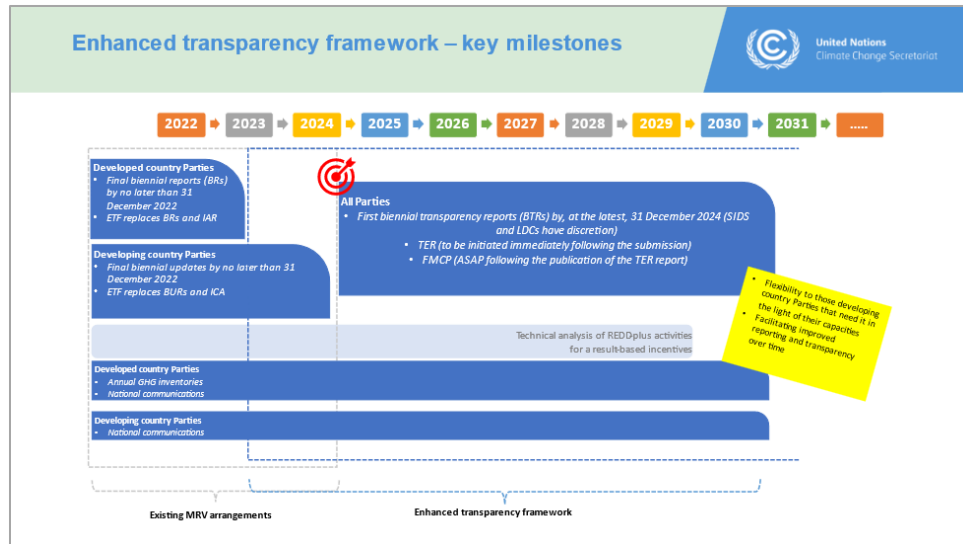 Enhanced transparency framework – key milestones
United Nations
Climate Change Secretariat
2022
2023
2024
2025
2026
2027
2028
2029
2030
2031
.....
Developed country Parties
• Final biennial reports (BRs)
by no later than 31
December 2022
• ETF replaces BRs and IAR
All Parties
• First biennial transparency reports (BTRs) by, at the latest, 31 December 2024 (SIDS
and LDCs have discretion)
• TER (to be initiated immediately following the submission)
• FMCP (ASAP following the publication of the TER report)
Developing country Parties
• Final biennial updates by no later than 31
December 2022
• ETF replaces BURs and ICA
• Flexibility to those developing
country Parties that need it in
the light of their capacities
• Facilitating improved
reporting and transparency
over time
Technical analysis of REDD-plus activities
for a result-based incentives
Developed country Parties
• Annual GHG inventories
• National communications
Developing country Parties
• National communications
Existing MRV arrangements
Enhanced transparency framework